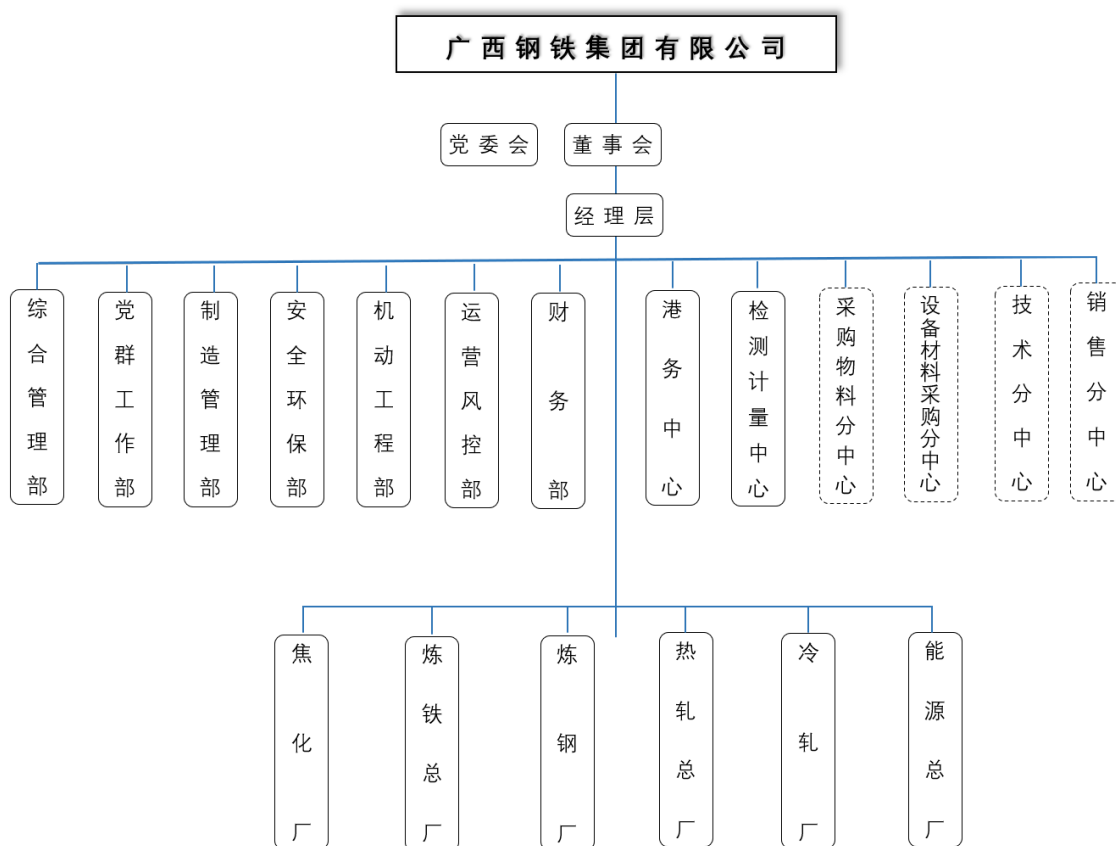 广西钢铁集团有限公司
党委会
董事会
经理层
综合管理部
党群工作部
制造管理部
安全环保部
机动工程部
运营风控部
财务部
港务中心
检测计量中心
采购物料分中心
设备材料采购分中心
技术分中心
销售分中心
焦化厂
炼铁总厂
炼钢厂
热轧总厂
冷轧厂
能源总厂